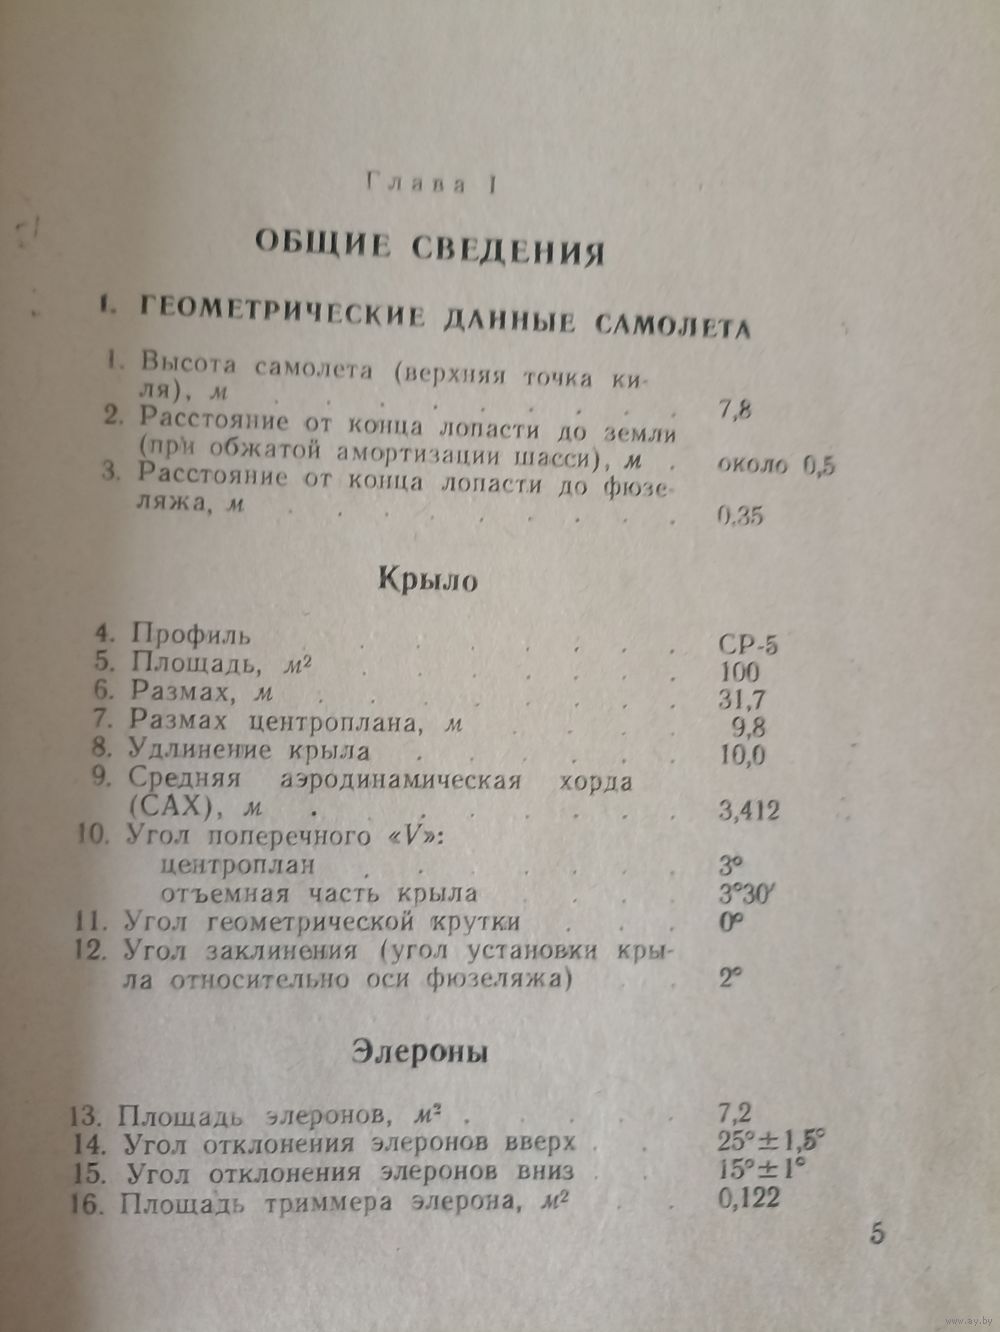 Глава I
ОБЩИЕ СВЕДЕНИЯ
1. ГЕОМЕТРИЧЕСКИЕ ДАННЫЕ САМОЛЕТА
1. Высота самолета (верхняя точка ки-
ля), м . . . . . . . . . 7,8
2. Расстояние от конца лопасти до земли
(при обжатой амортизации шасси), м . около 0,5
3. Расстояние от конца лопасти до фюзе-
ляжа, м . . . . . . . . . 0,35
Крыло
4. Профиль . . . . . . . . 3 СР-5
5. Площадь, м² . . . . . . . 100
6. Размах, м . . . . . . . . 31,7
7. Размах центроплана, м . . . . 9,8
8. Удлинение крыла . . . . . . 10,0
9. Средняя аэродинамическая хорда
(САХ), м . . . . . . . . 3,412
10. Угол поперечного «V»:
центроплан . . . . . . . 3°
отъемная часть крыла . . . . 3°30′
11. Угол геометрической крутки . . . 0°
12. Угол заклинения (угол установки кры-
ла относительно оси фюзеляжа) . . 2°
Элероны
13. Площадь элеронов, м² . . . . . 7,2
14. Угол отклонения элеронов вверх . . 25°±1,5°
15. Угол отклонения элеронов вниз . . 15°±1°
16. Площадь триммера элерона, м² . . 0,122
5
www.ay.by